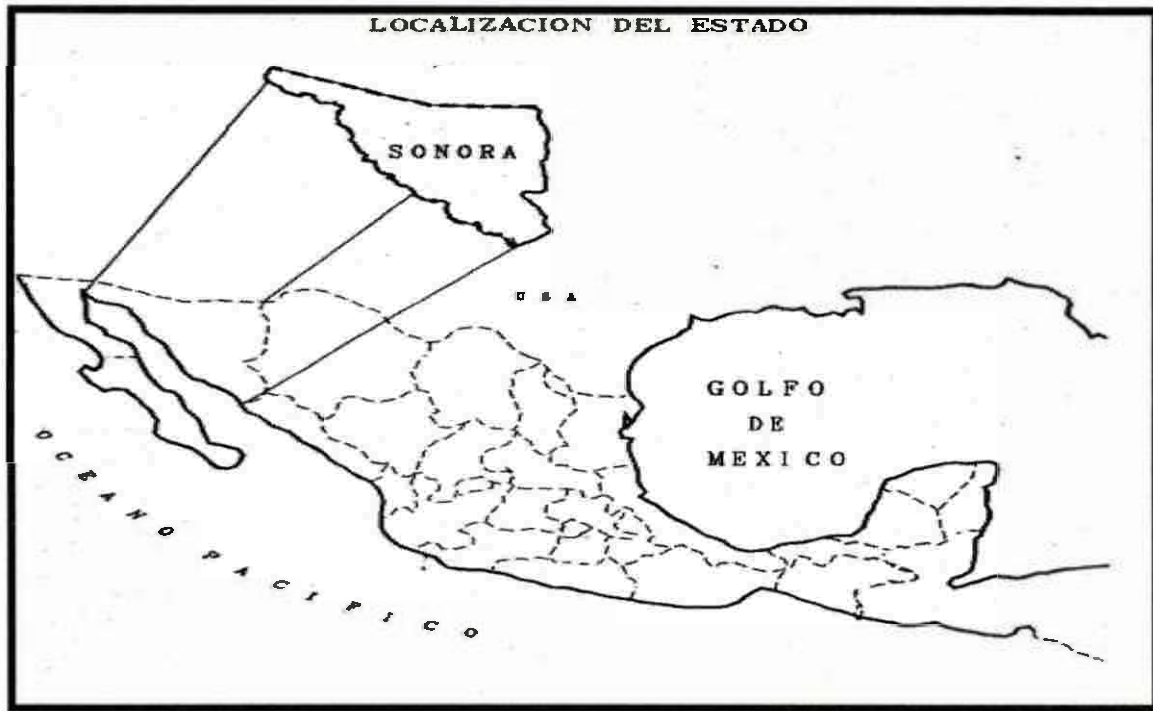 LOCALIZACION DEL ESTADO
SONORA
U S A
GOLFO
DE
MEXICO
OCEANO PACIFICO